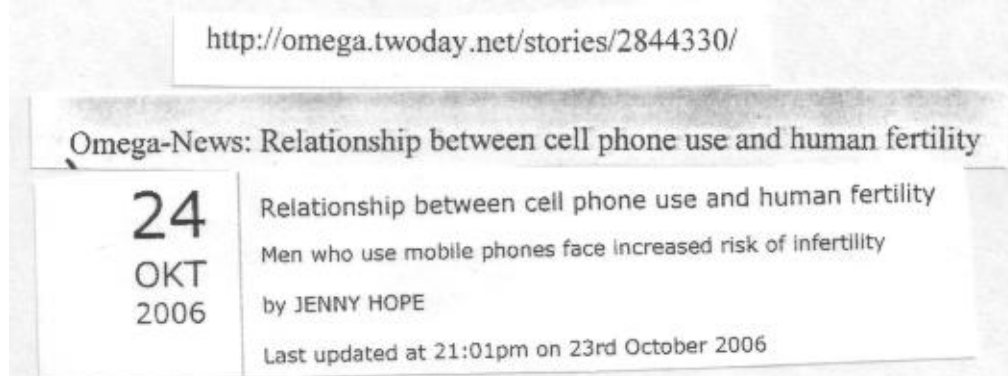 http://omega.twoday.net/stories/2844330/
Omega-News: Relationship between cell phone use and human fertility
24
OKT
2006
Relationship between cell phone use and human fertility
Men who use mobile phones face increased risk of infertility
by JENNY HOPE
Last updated at 21:01pm on 23rd October 2006